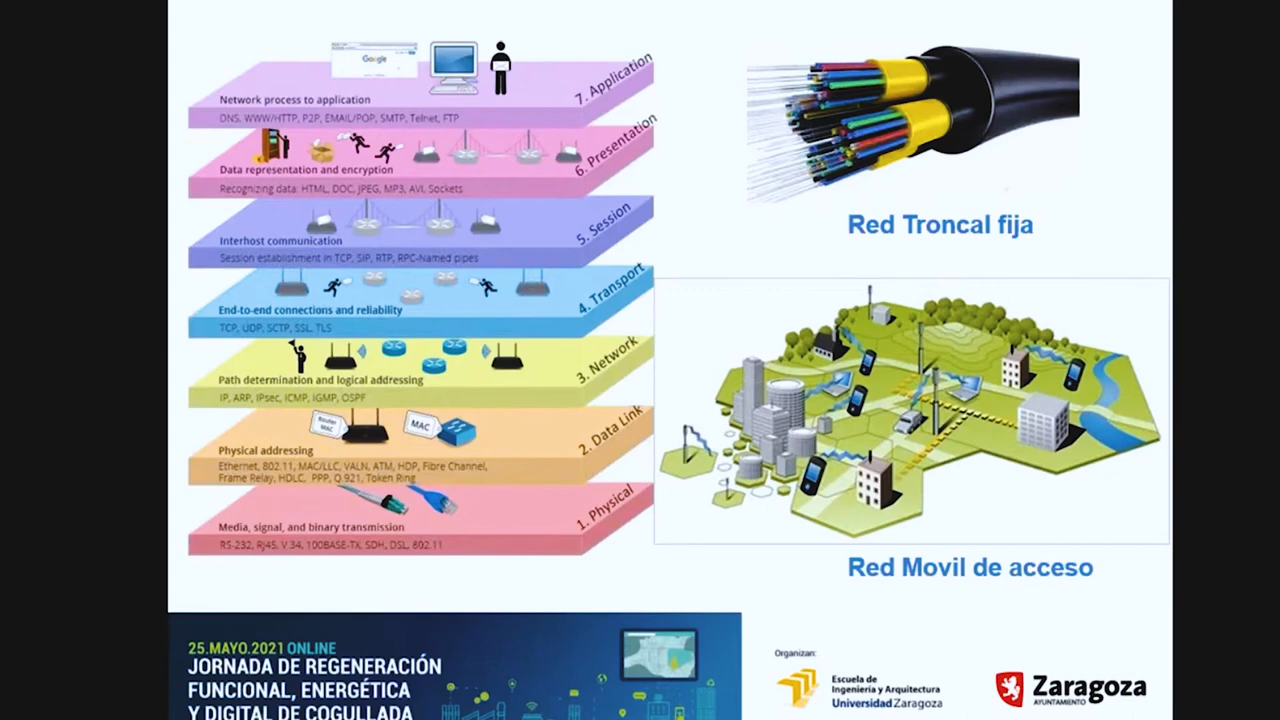 Google
7. Application
Network process to application
DNS, WWW/HTTP, P2P, EMAIL/POP, SMTP, Telnet, FTP
6. Presentation
Data representation and encryption
Recognizing data: HTML, DOC, JPEG, MP3, AVI, Sockets
5. Session
Interhost communication
Session establishment in TCP, SIP, RTP, RPC-Named pipes
4. Transport
End-to-end connections and reliability
TCP, UDP, SCTP, SSL, TLS
3. Network
Path determination and logical addressing
IP, ARP, IPsec, ICMP, IGMP, OSPF
Router
MAC
MAC
2. Data Link
Physical addressing
Ethernet, 802.11, MAC/LLC, VALN, ATM, HDP, Fibre Channel,
Frame Relay, HDLC, PPP, Q.921, Token Ring
1. Physical
Media, signal, and binary transmission
RS-232, RJ45, V.34, 100BASE-TX, SDH, DSL, 802.11
Red Troncal fija
Red Movil de acceso
25.MAYO.2021 ONLINE
JORNADA DE REGENERACIÓN
FUNCIONAL, ENERGÉTICA
Y DIGITAL DE COGULLADA
Organizan:
Escuela de
Ingeniería y Arquitectura
Universidad Zaragoza
Zaragoza
AYUNTAMIENTO